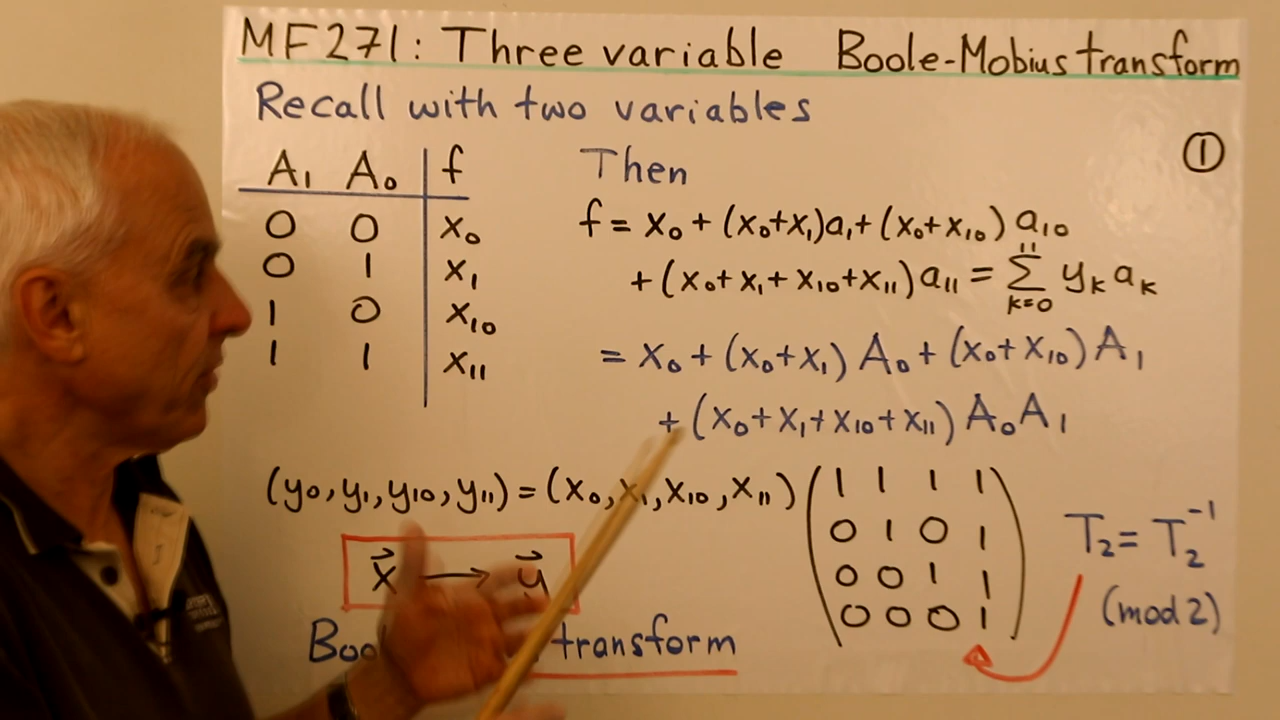 MF271: Three variable Boole-Mobius transform
Recall with two variables
①
A₁ A₀ f
0 0 x₀
0 1 x₁
1 0 x₁₀
1 1 x₁₁
Then
f = x₀ + (x₀+x₁)a₁ + (x₀+x₁₀) a₁₀
+ (x₀+x₁+x₁₀+x₁₁) a₁₁ = ∑_{k=0}^{11} y_k a_k
= x₀ + (x₀+x₁) A₀ + (x₀+x₁₀) A₁
+ (x₀+x₁+x₁₀+x₁₁) A₀A₁
(y₀, y₁, y₁₀, y₁₁) = (x₀, x₁, x₁₀, x₁₁)
1 1 1 1
0 1 0 1
0 0 1 1
0 0 0 1
T₂ = T₂⁻¹
(mod 2)
x⃗ → y⃗
transform